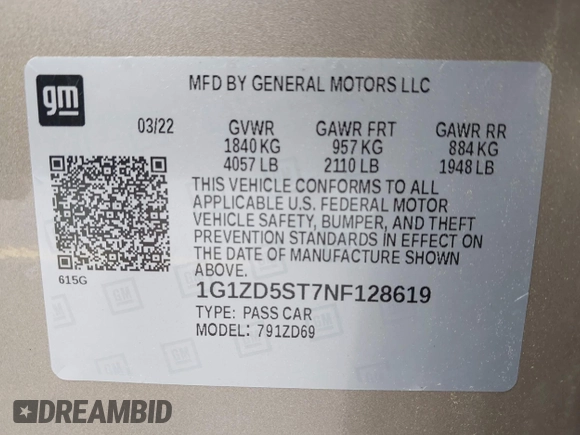 gm
MFD BY GENERAL MOTORS LLC
03/22 GVWR GAWR FRT GAWR RR
1840 KG 957 KG 884 KG
4057 LB 2110 LB 1948 LB
THIS VEHICLE CONFORMS TO ALL
APPLICABLE U.S. FEDERAL MOTOR
VEHICLE SAFETY, BUMPER, AND THEFT
PREVENTION STANDARDS IN EFFECT ON
THE DATE OF MANUFACTURE SHOWN
ABOVE.
615G
1G1ZD5ST7NF128619
TYPE: PASS CAR
MODEL: 791ZD69
DREAMBID